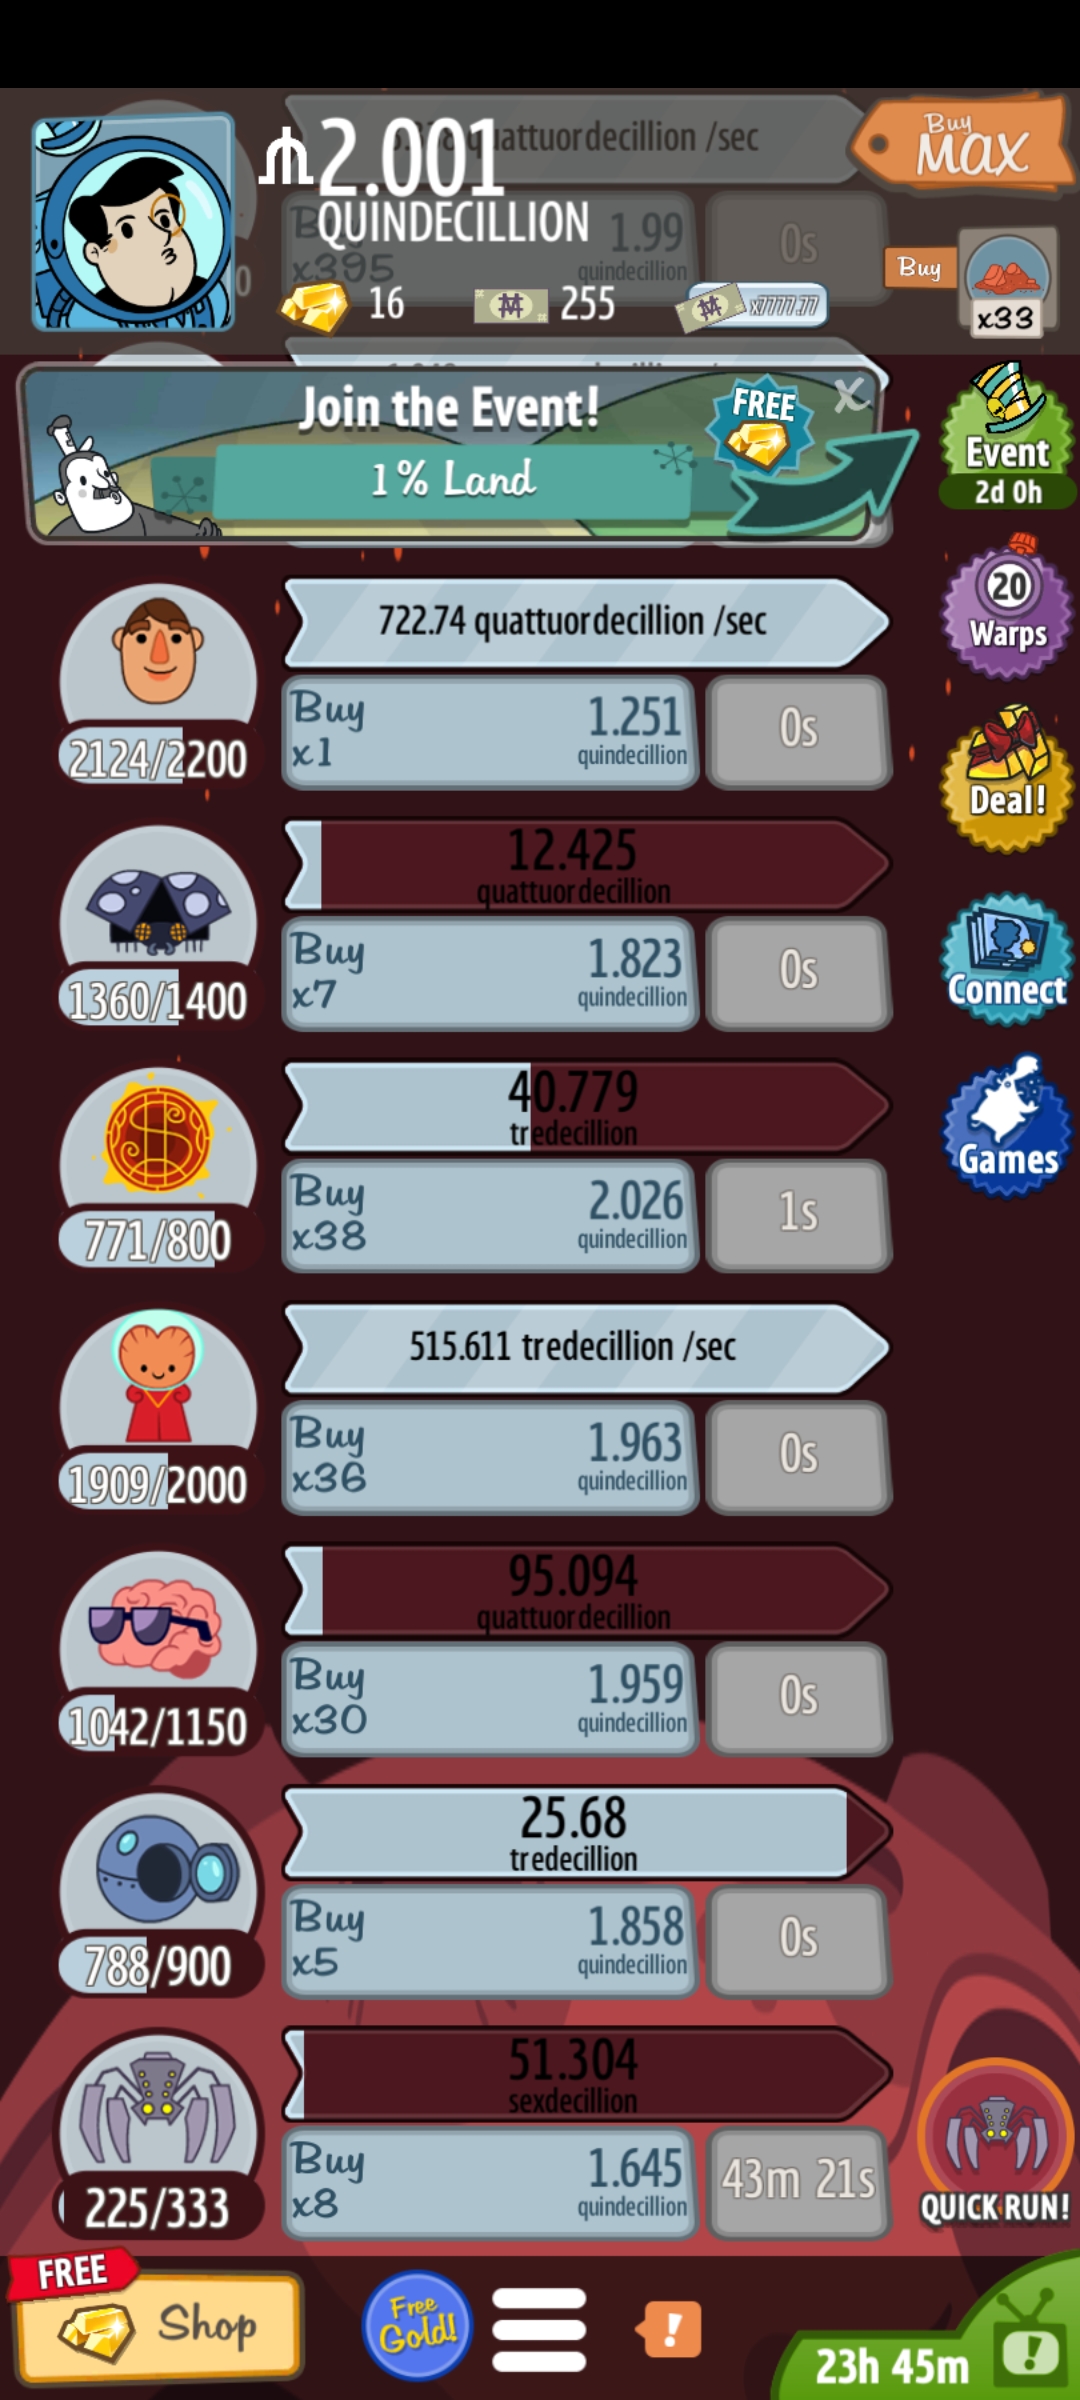 quattuordecillion /sec
2.001
QUINDECILLION
Buy
MAX
x395
1.99
quindecillion
0s
16
255
x7777.77
Buy
x33
Join the Event!
1% Land
FREE
X
Event
2d 0h
722.74 quattuordecillion /sec
Buy
x1
1.251
quindecillion
0s
2124/2200
20
Warps
12.425
quattuordecillion
Buy
x7
1.823
quindecillion
0s
1360/1400
Deal!
Connect
40.779
tredecillion
Buy
x38
2.026
quindecillion
1s
771/800
Games
515.611 tredecillion /sec
Buy
x36
1.963
quindecillion
0s
1909/2000
95.094
quattuordecillion
Buy
x30
1.959
quindecillion
0s
1042/1150
25.68
tredecillion
Buy
x5
1.858
quindecillion
0s
788/900
51.304
sexdecillion
Buy
x8
1.645
quindecillion
43m 21s
225/333
QUICK RUN!
FREE
Shop
Free
Gold!
!
23h 45m
!